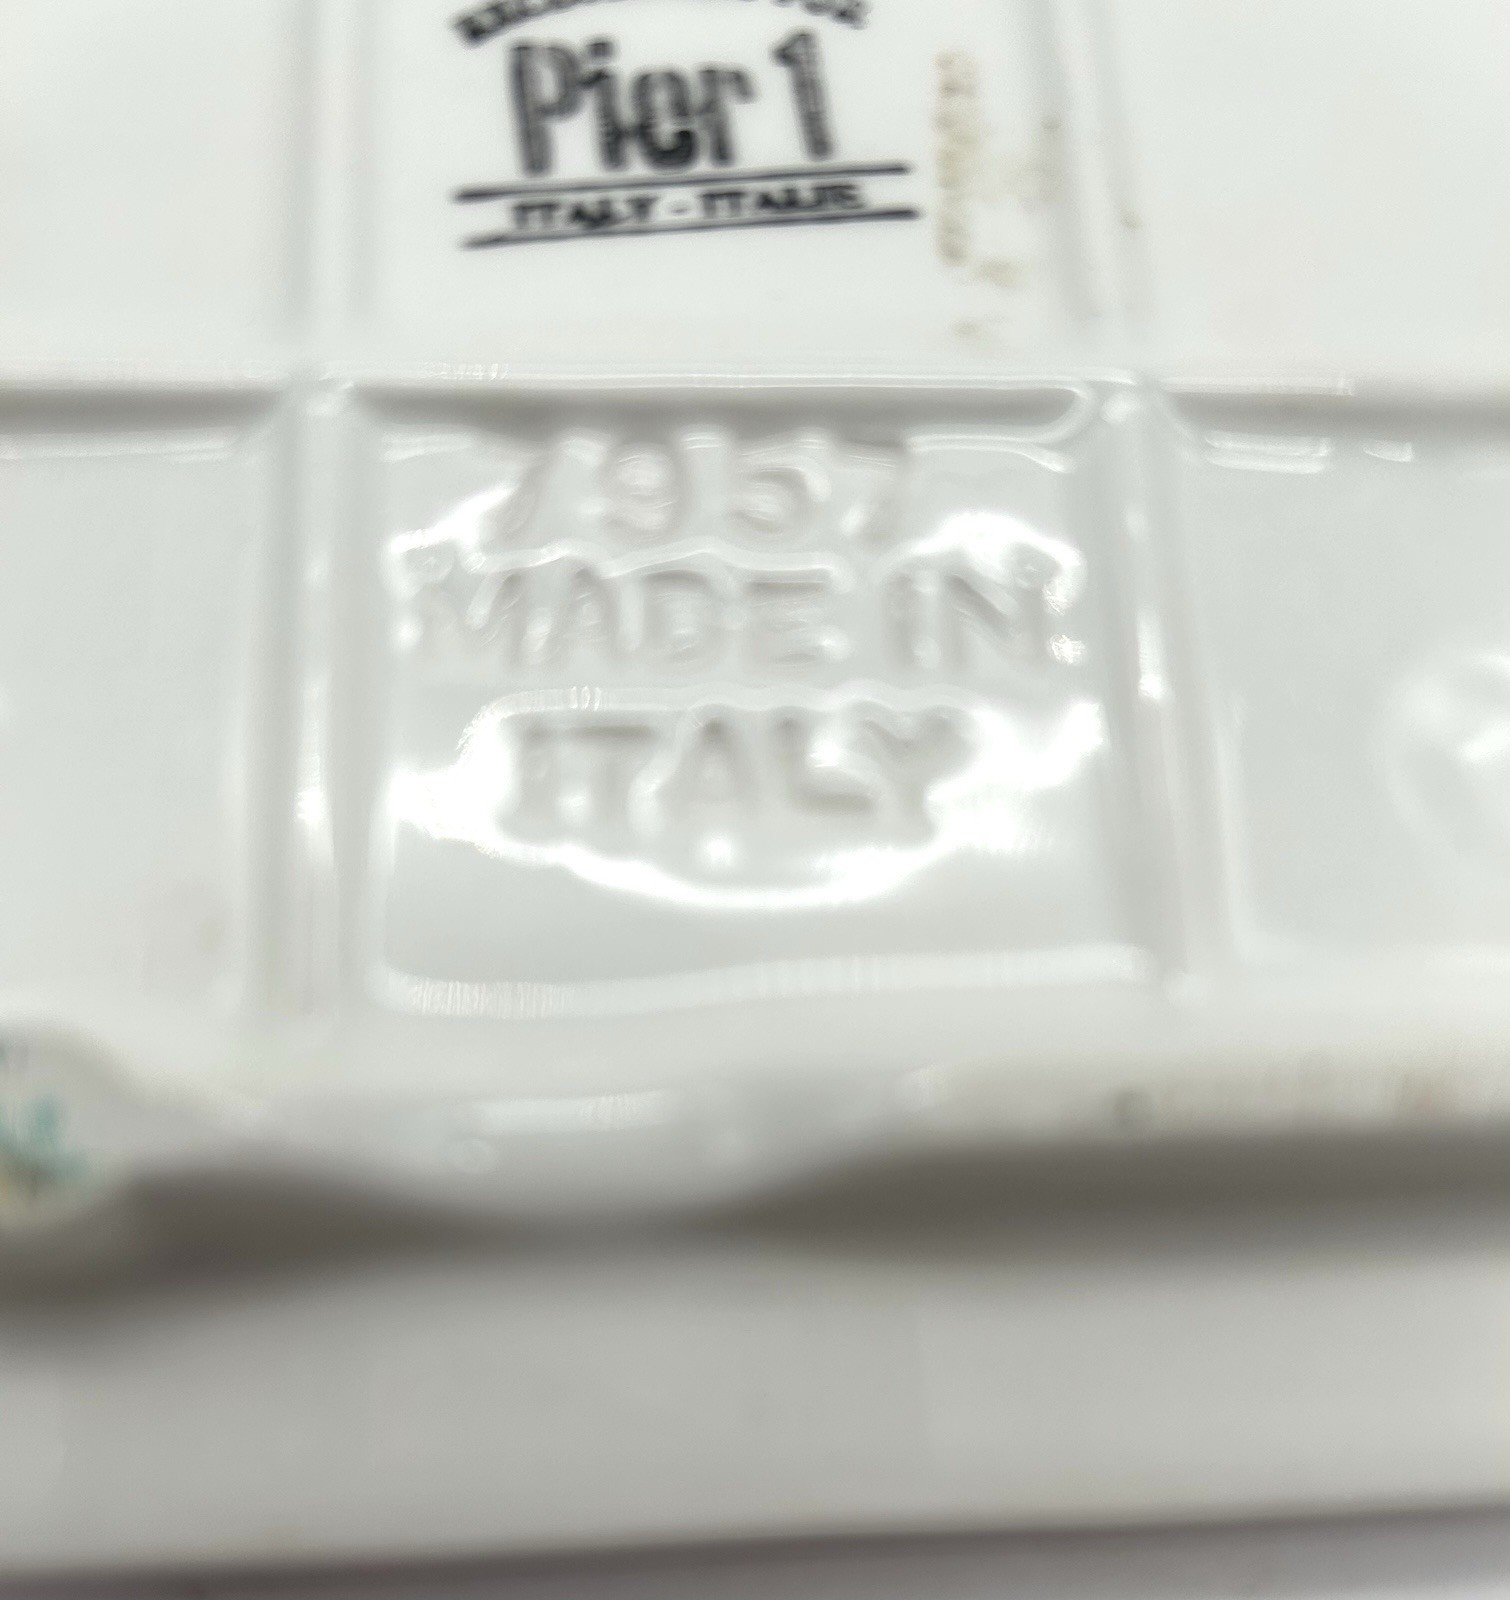 Pier 1
ITALY - ITALIE
7957
MADE IN
ITALY